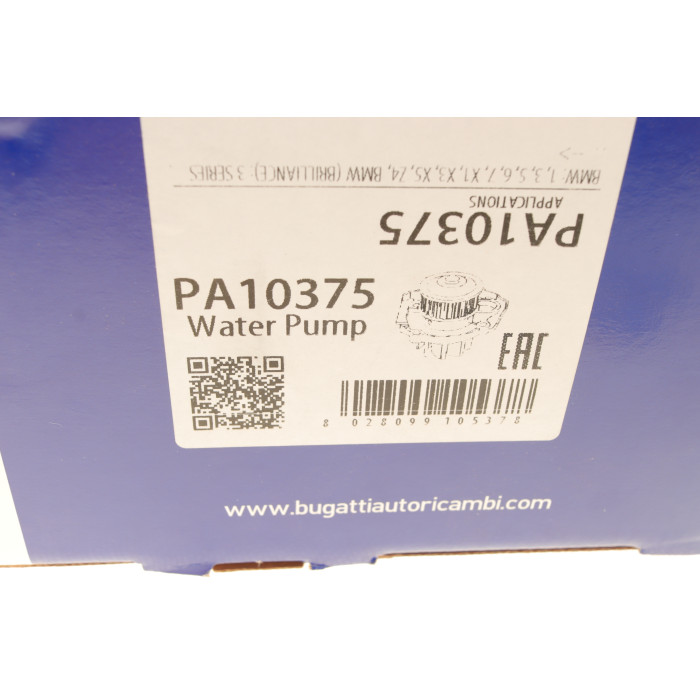 BMW: 1, 3, 5, 6, 7, X1, X3, X5, Z4, BMW (BRILLIANCE): 3 SERIES
APPLICATIONS
PA10375
PA10375
Water Pump
EAC
8 028099 105378
www.bugattiautoricambi.com